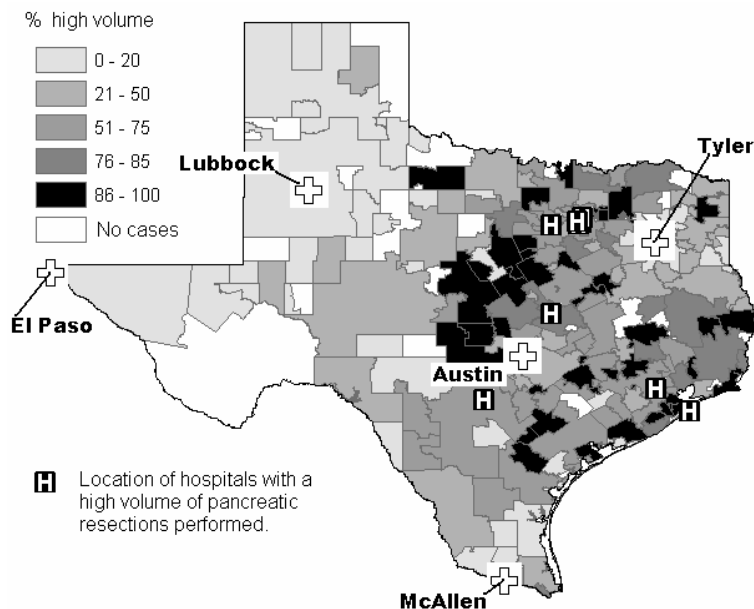 % high volume
0 - 20
21 - 50
51 - 75
76 - 85
86 - 100
No cases
Lubbock
Tyler
H
H
El Paso
H
Austin
H
H
H
H Location of hospitals with a
high volume of pancreatic
resections performed.
McAllen